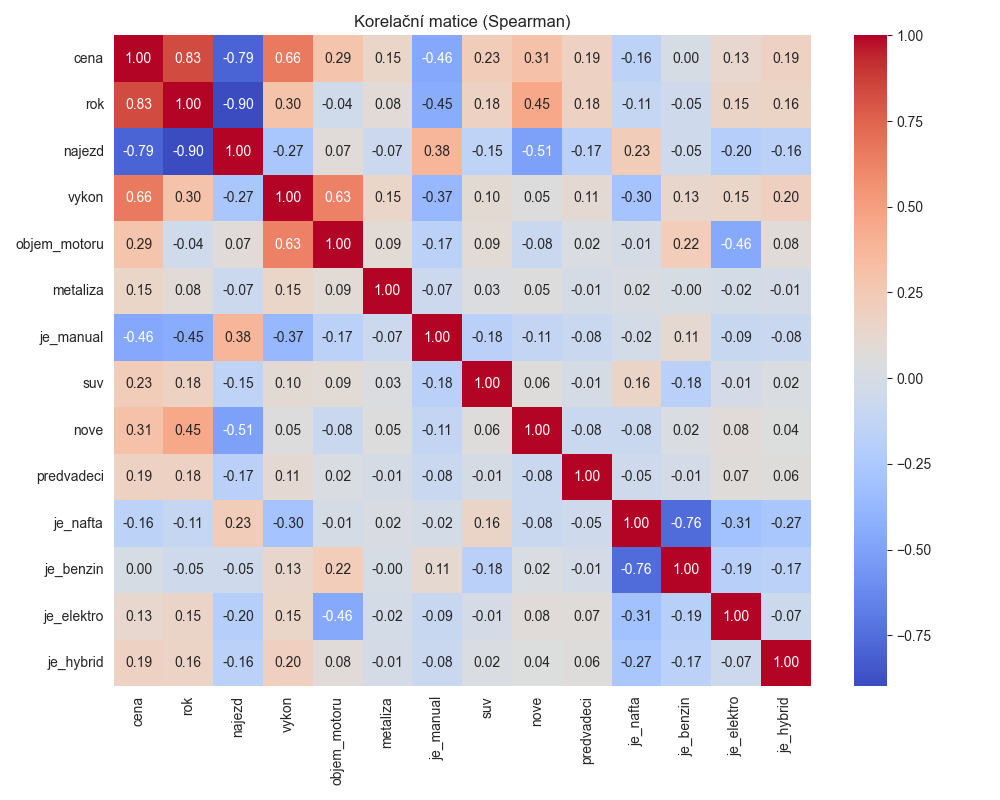 Korelační matice (Spearman)
cena 1.00 0.83 -0.79 0.66 0.29 0.15 -0.46 0.23 0.31 0.19 -0.16 0.00 0.13 0.19
rok 0.83 1.00 -0.90 0.30 -0.04 0.08 -0.45 0.18 0.45 0.18 -0.11 -0.05 0.15 0.16
najezd -0.79 -0.90 1.00 -0.27 0.07 -0.07 0.38 -0.15 -0.51 -0.17 0.23 -0.05 -0.20 -0.16
vykon 0.66 0.30 -0.27 1.00 0.63 0.15 -0.37 0.10 0.05 0.11 -0.30 0.13 0.15 0.20
objem_motoru 0.29 -0.04 0.07 0.63 1.00 0.09 -0.17 0.09 -0.08 0.02 -0.01 0.22 -0.46 0.08
metaliza 0.15 0.08 -0.07 0.15 0.09 1.00 -0.07 0.03 0.05 -0.01 0.02 -0.00 -0.02 -0.01
je_manual -0.46 -0.45 0.38 -0.37 -0.17 -0.07 1.00 -0.18 -0.11 -0.08 -0.02 0.11 -0.09 -0.08
suv 0.23 0.18 -0.15 0.10 0.09 0.03 -0.18 1.00 0.06 -0.01 0.16 -0.18 -0.01 0.02
nove 0.31 0.45 -0.51 0.05 -0.08 0.05 -0.11 0.06 1.00 -0.08 -0.08 0.02 0.08 0.04
predvadeci 0.19 0.18 -0.17 0.11 0.02 -0.01 -0.08 -0.01 -0.08 1.00 -0.05 -0.01 0.07 0.06
je_nafta -0.16 -0.11 0.23 -0.30 -0.01 0.02 -0.02 0.16 -0.08 -0.05 1.00 -0.76 -0.31 -0.27
je_benzin 0.00 -0.05 -0.05 0.13 0.22 -0.00 0.11 -0.18 0.02 -0.01 -0.76 1.00 -0.19 -0.17
je_elektro 0.13 0.15 -0.20 0.15 -0.46 -0.02 -0.09 -0.01 0.08 0.07 -0.31 -0.19 1.00 -0.07
je_hybrid 0.19 0.16 -0.16 0.20 0.08 -0.01 -0.08 0.02 0.04 0.06 -0.27 -0.17 -0.07 1.00
cena rok najezd vykon objem_motoru metaliza je_manual suv nove predvadeci je_nafta je_benzin je_elektro je_hybrid
1.00
0.75
0.50
0.25
0.00
-0.25
-0.50
-0.75